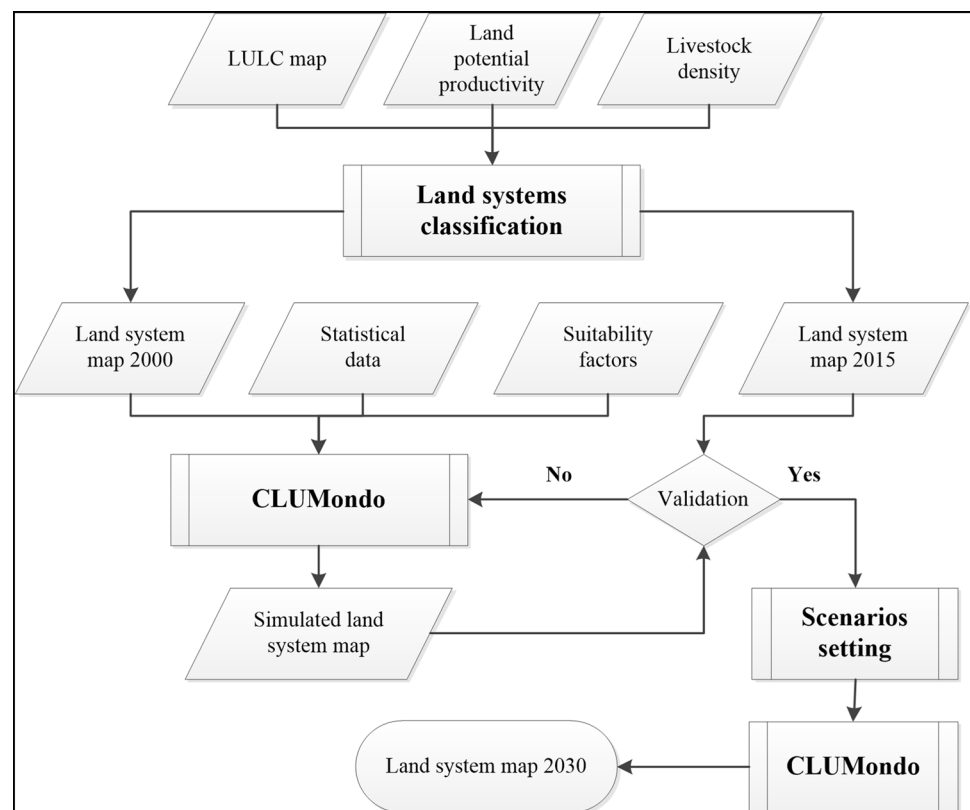 LULC map
Land
potential
productivity
Livestock
density
Land systems
classification
Land system
map 2000
Statistical
data
Suitability
factors
Land system
map 2015
CLUMondo
No
Validation
Yes
Simulated land
system map
Scenarios
setting
Land system map 2030
CLUMondo